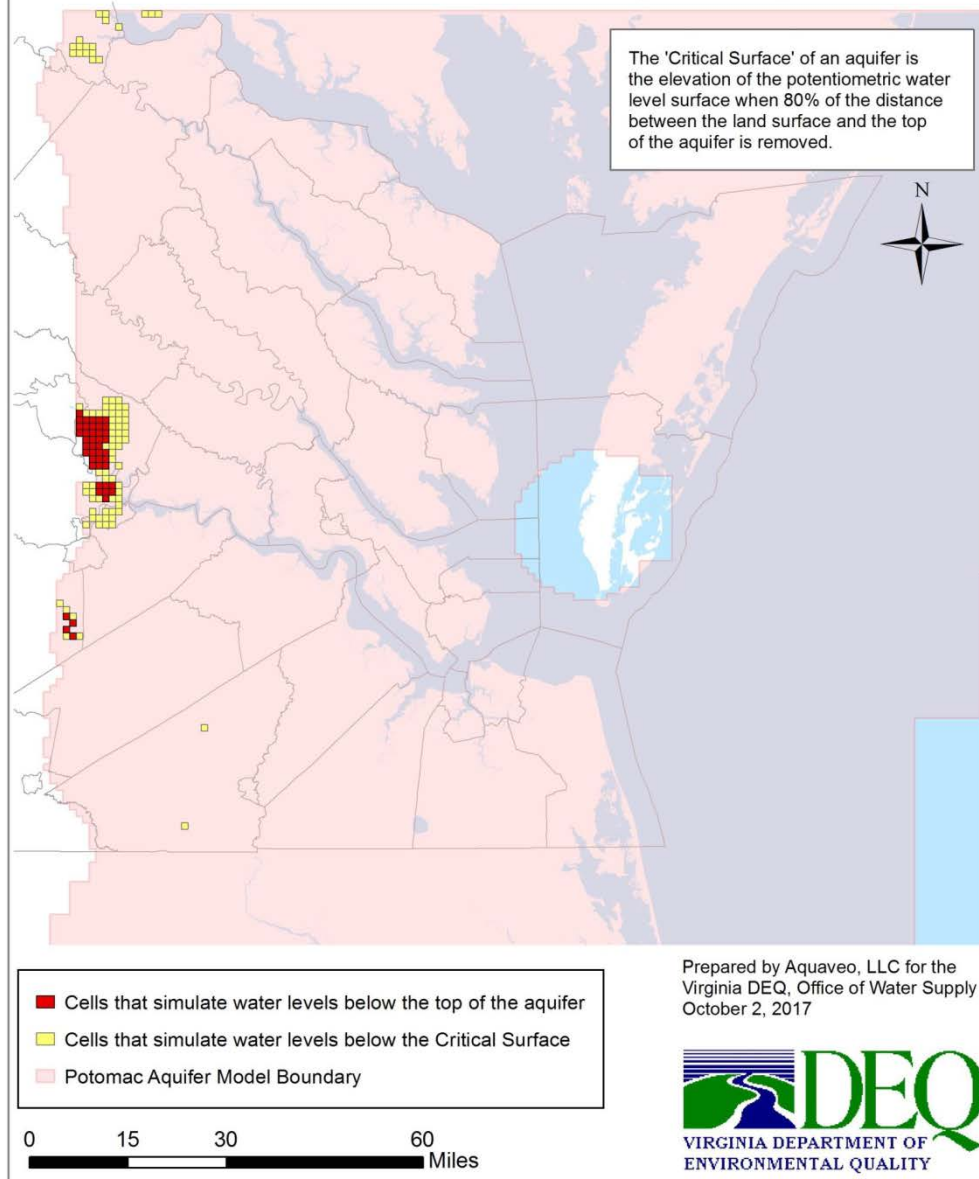 The 'Critical Surface' of an aquifer is
the elevation of the potentiometric water
level surface when 80% of the distance
between the land surface and the top
of the aquifer is removed.
N
Cells that simulate water levels below the top of the aquifer
Cells that simulate water levels below the Critical Surface
Potomac Aquifer Model Boundary
0 15 30 60
Miles
Prepared by Aquaveo, LLC for the
Virginia DEQ, Office of Water Supply
October 2, 2017
DEQ
VIRGINIA DEPARTMENT OF
ENVIRONMENTAL QUALITY